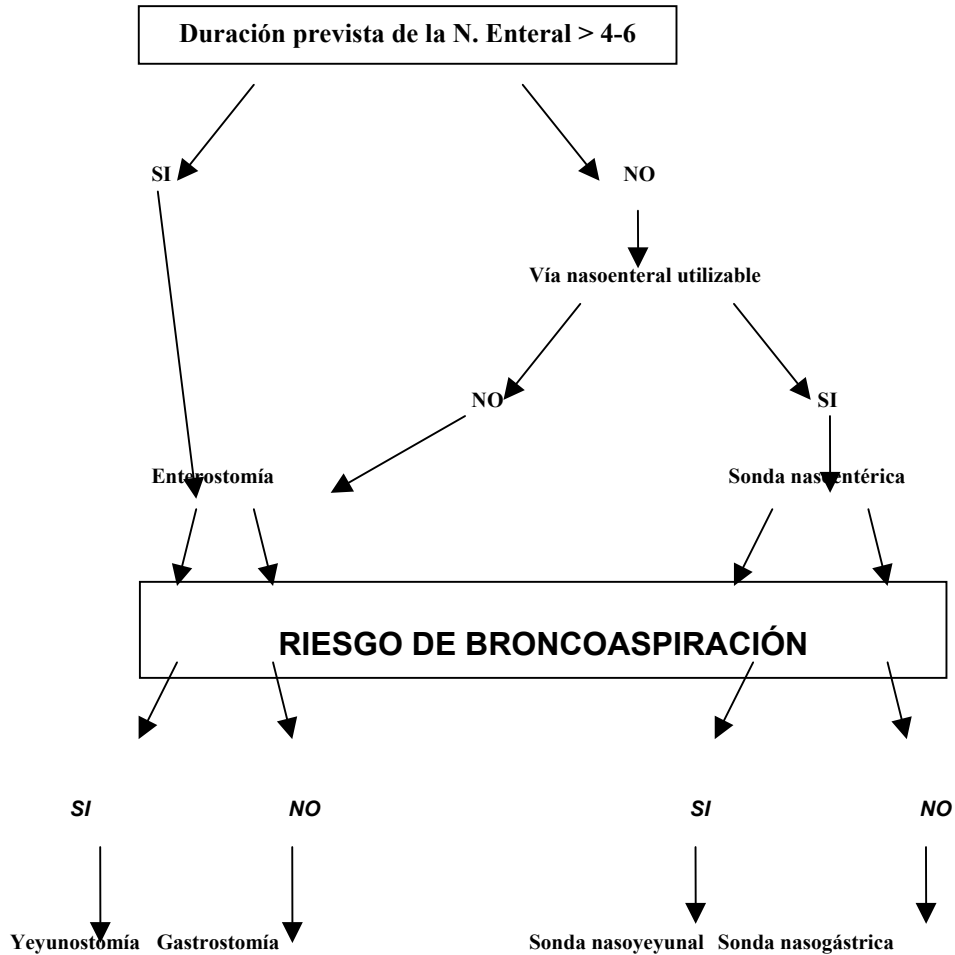 Duración prevista de la N. Enteral > 4-6
SI
NO
Vía nasoenteral utilizable
NO
SI
Enterostomía
Sonda nasoentérica
RIESGO DE BRONCOASPIRACIÓN
SI
NO
SI
NO
Yeyunostomía
Gastrostomía
Sonda nasoyeyunal
Sonda nasogástrica